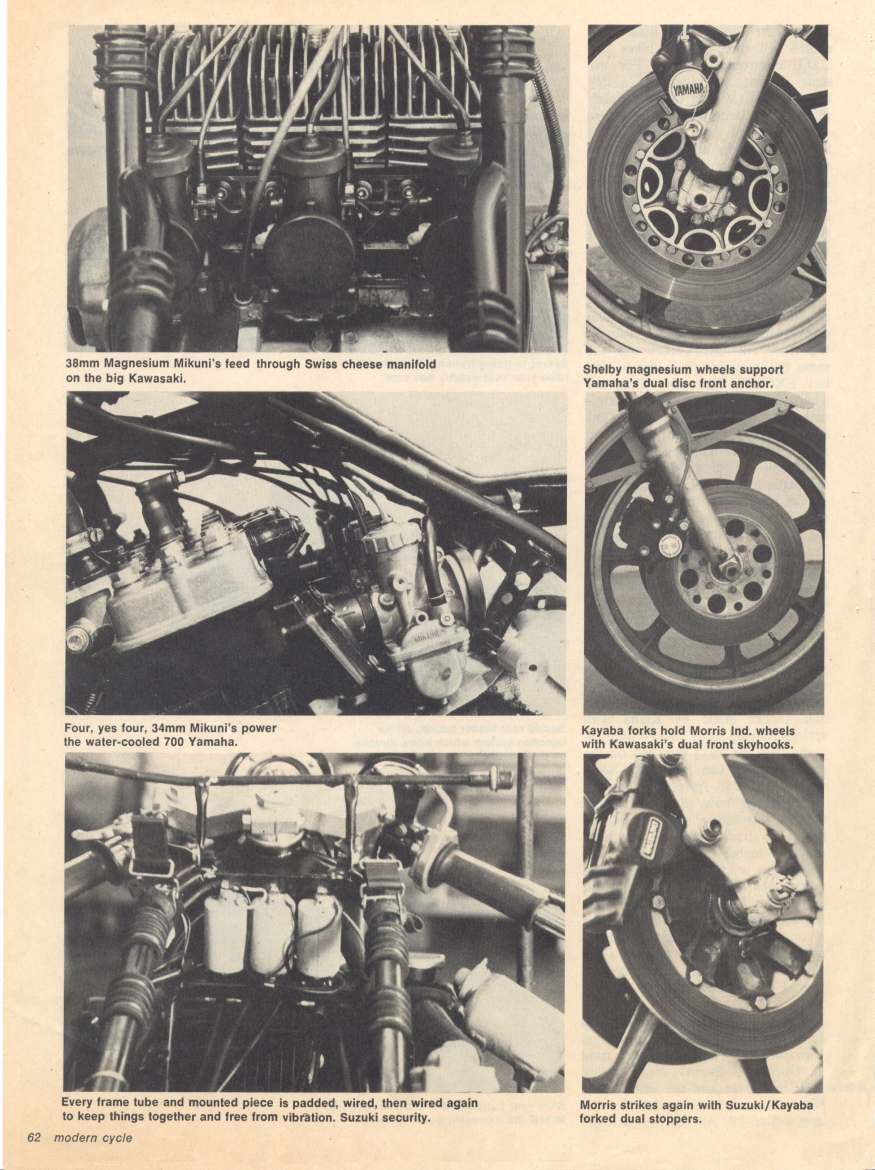 YAMAHA
38mm Magnesium Mikuni's feed through Swiss cheese manifold
on the big Kawasaki.
Shelby magnesium wheels support
Yamaha's dual disc front anchor.
Four, yes four, 34mm Mikuni's power
the water-cooled 700 Yamaha.
Kayaba forks hold Morris Ind. wheels
with Kawasaki's dual front skyhooks.
Every frame tube and mounted piece is padded, wired, then wired again
to keep things together and free from vibration. Suzuki security.
Morris strikes again with Suzuki/Kayaba
forked dual stoppers.
62 modern cycle